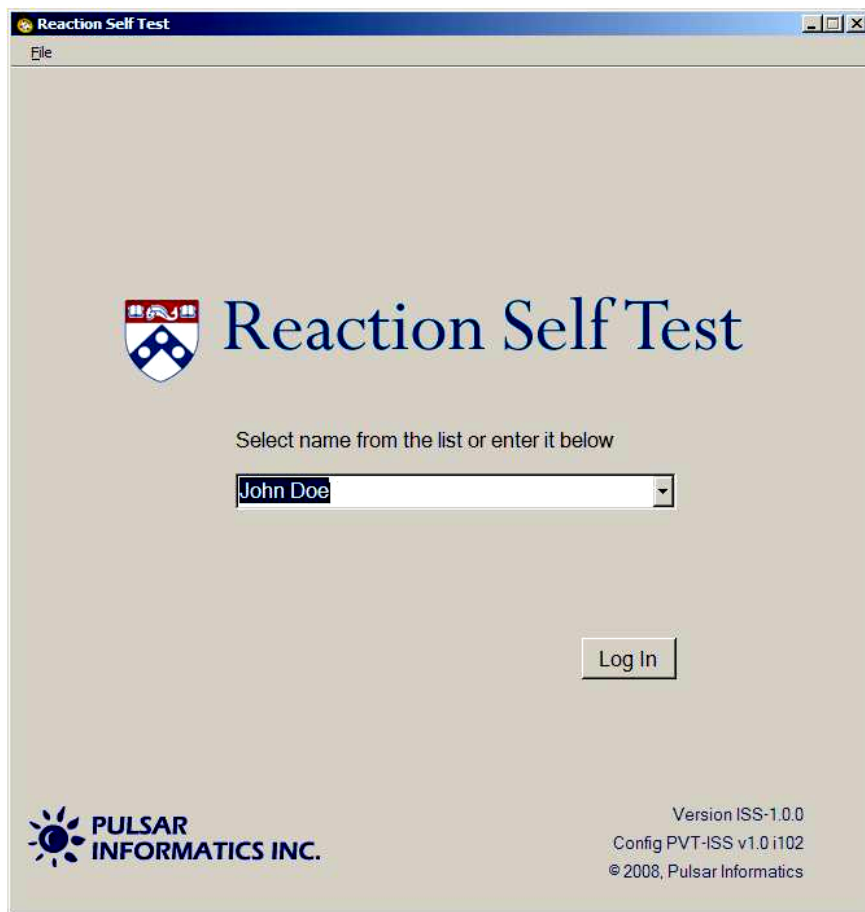 Reaction Self Test
File
Reaction Self Test
Select name from the list or enter it below
John Doe
Log In
PULSAR
INFORMATICS INC.
Version ISS-1.0.0
Config PVT-ISS v1.0 i102
© 2008, Pulsar Informatics